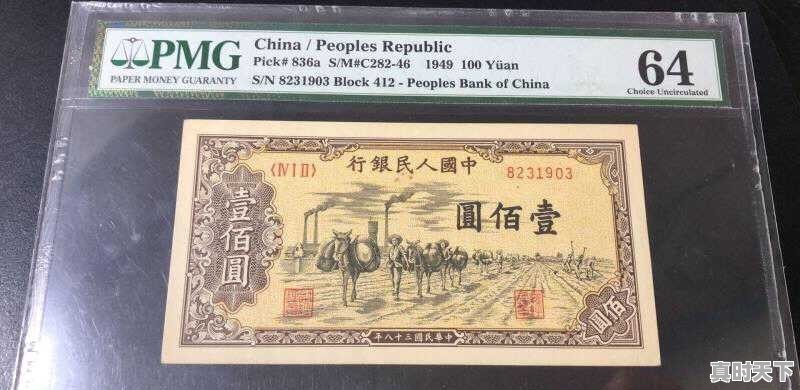 PMG
PAPER MONEY GUARANTY
China / Peoples Republic
Pick# 836a S/M#C282-46 1949 100 Yüan
S/N 8231903 Block 412 - Peoples Bank of China
64
Choice Uncirculated
行銀民人國中
〈ⅣⅠⅡ〉
8231903
圓佰壹
壹佰圓
佰圓
年八十三國民華中
真时天下